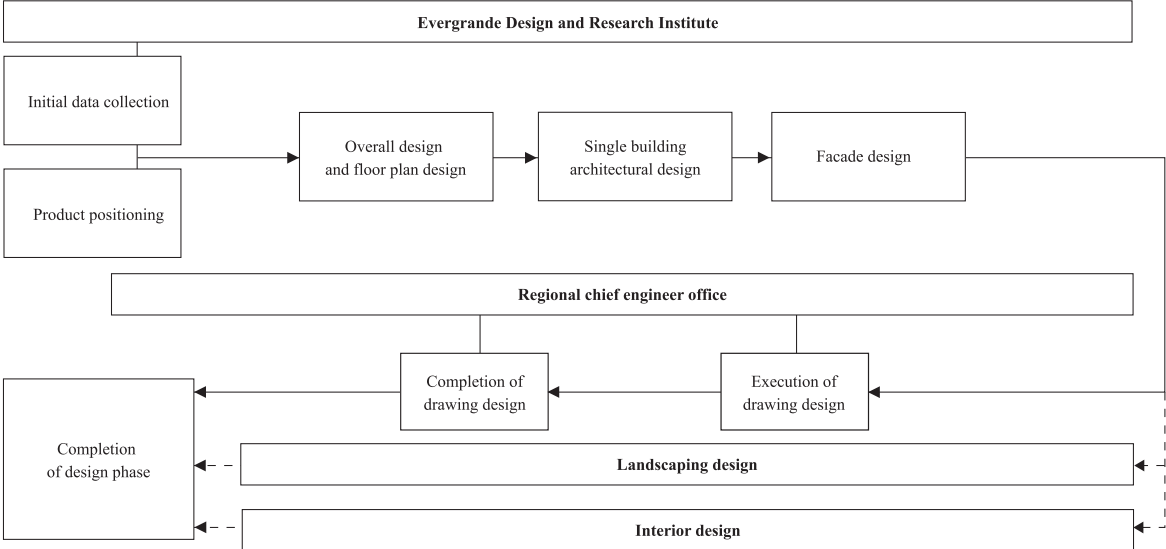 Evergrande Design and Research Institute
Initial data collection
Product positioning
Overall design
and floor plan design
Single building
architectural design
Facade design
Regional chief engineer office
Completion of
drawing design
Execution of
drawing design
Completion
of design phase
Landscaping design
Interior design